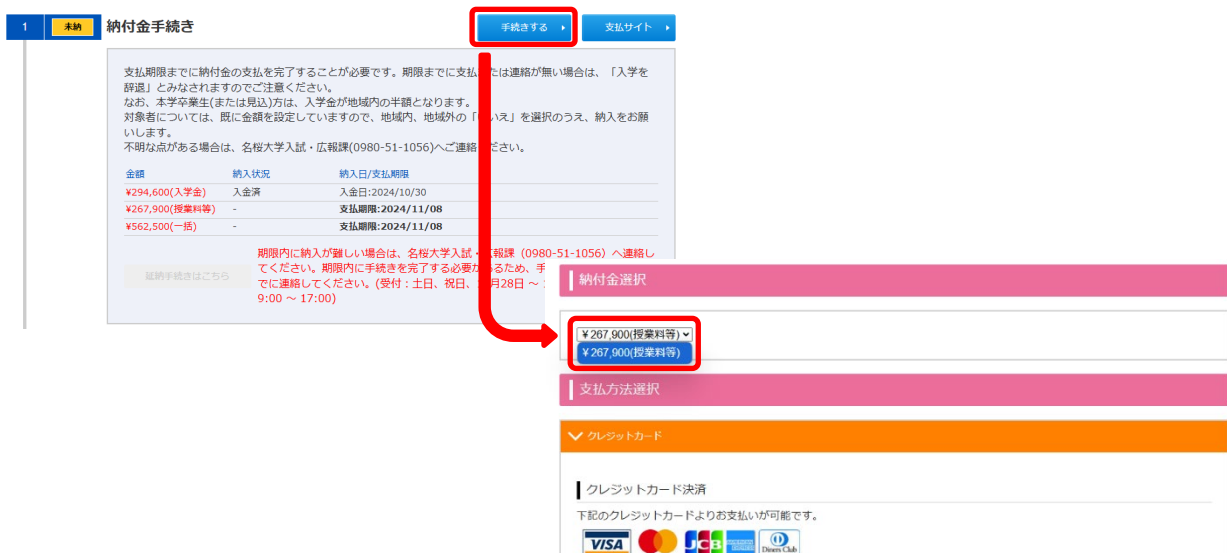 1 未納 納付金手続き 手続きする 支払サイト
支払期限までに納付金の支払を完了することが必要です。期限までに支払 たは連絡が無い場合は、「入学を
辞退」とみなされますのでご注意ください。
なお、本学卒業生(または見込)方は、入学金が地域内の半額となります。
対象者については、既に金額を設定していますので、地域内、地域外の「 いえ」を選択のうえ、納入をお願
いします。
不明な点がある場合は、名桜大学入試・広報課(0980-51-1056)へご連絡 ださい。
金額 納入状況 納入日/支払期限
¥294,600(入学金) 入金済 入金日:2024/10/30
¥267,900(授業料等) - 支払期限:2024/11/08
¥562,500(一括) - 支払期限:2024/11/08
延納手続きはこちら
期限内に納入が難しい場合は、名桜大学入試・広報課（0980-51-1056）へ連絡し
てください。期限内に手続きを完了する必要があるため、手
でに連絡してください。(受付：土日、祝日、 月28日 ～
9:00 ～ 17:00)
納付金選択
¥267,900(授業料等)
¥267,900(授業料等)
支払方法選択
クレジットカード
クレジットカード決済
下記のクレジットカードよりお支払いが可能です。
VISA JCB Diners Club